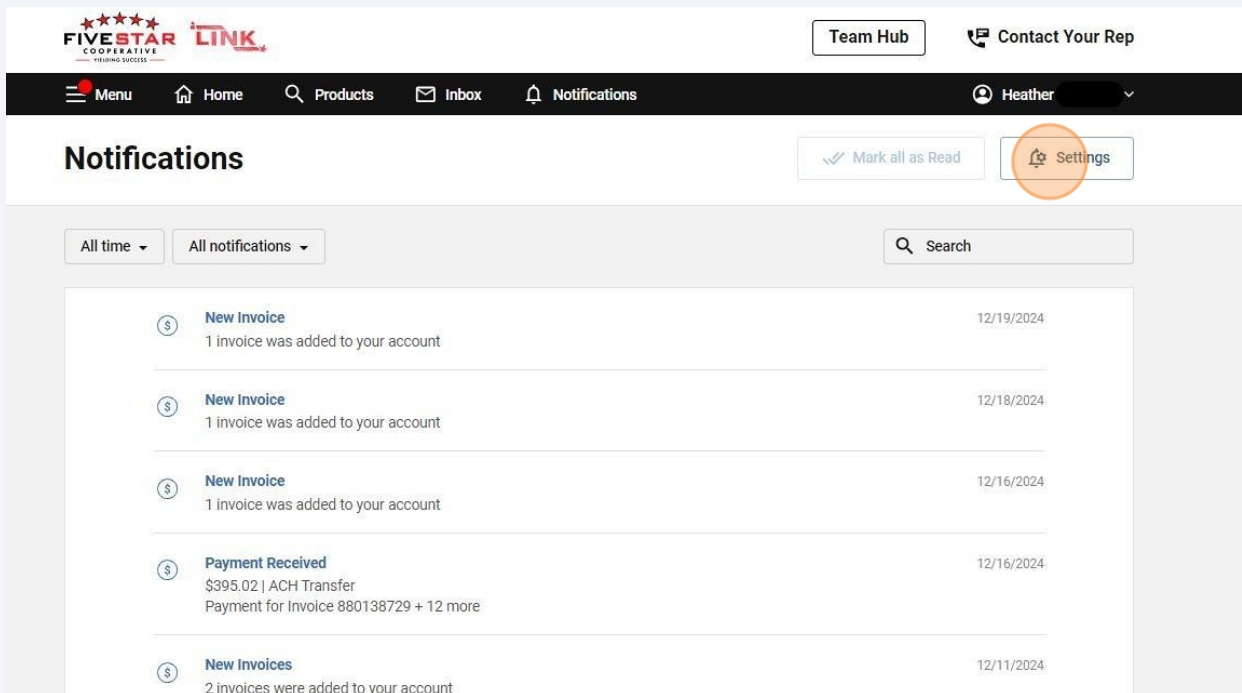 FIVESTAR LINK
COOPERATIVE
YIELDING SUCCESS
Team Hub
Contact Your Rep
Menu
Home
Products
Inbox
Notifications
Heather
Notifications
Mark all as Read
Settings
All time
All notifications
Search
New Invoice
12/19/2024
1 invoice was added to your account
New Invoice
12/18/2024
1 invoice was added to your account
New Invoice
12/16/2024
1 invoice was added to your account
Payment Received
12/16/2024
$395.02 | ACH Transfer
Payment for Invoice 880138729 + 12 more
New Invoices
12/11/2024
2 invoices were added to your account